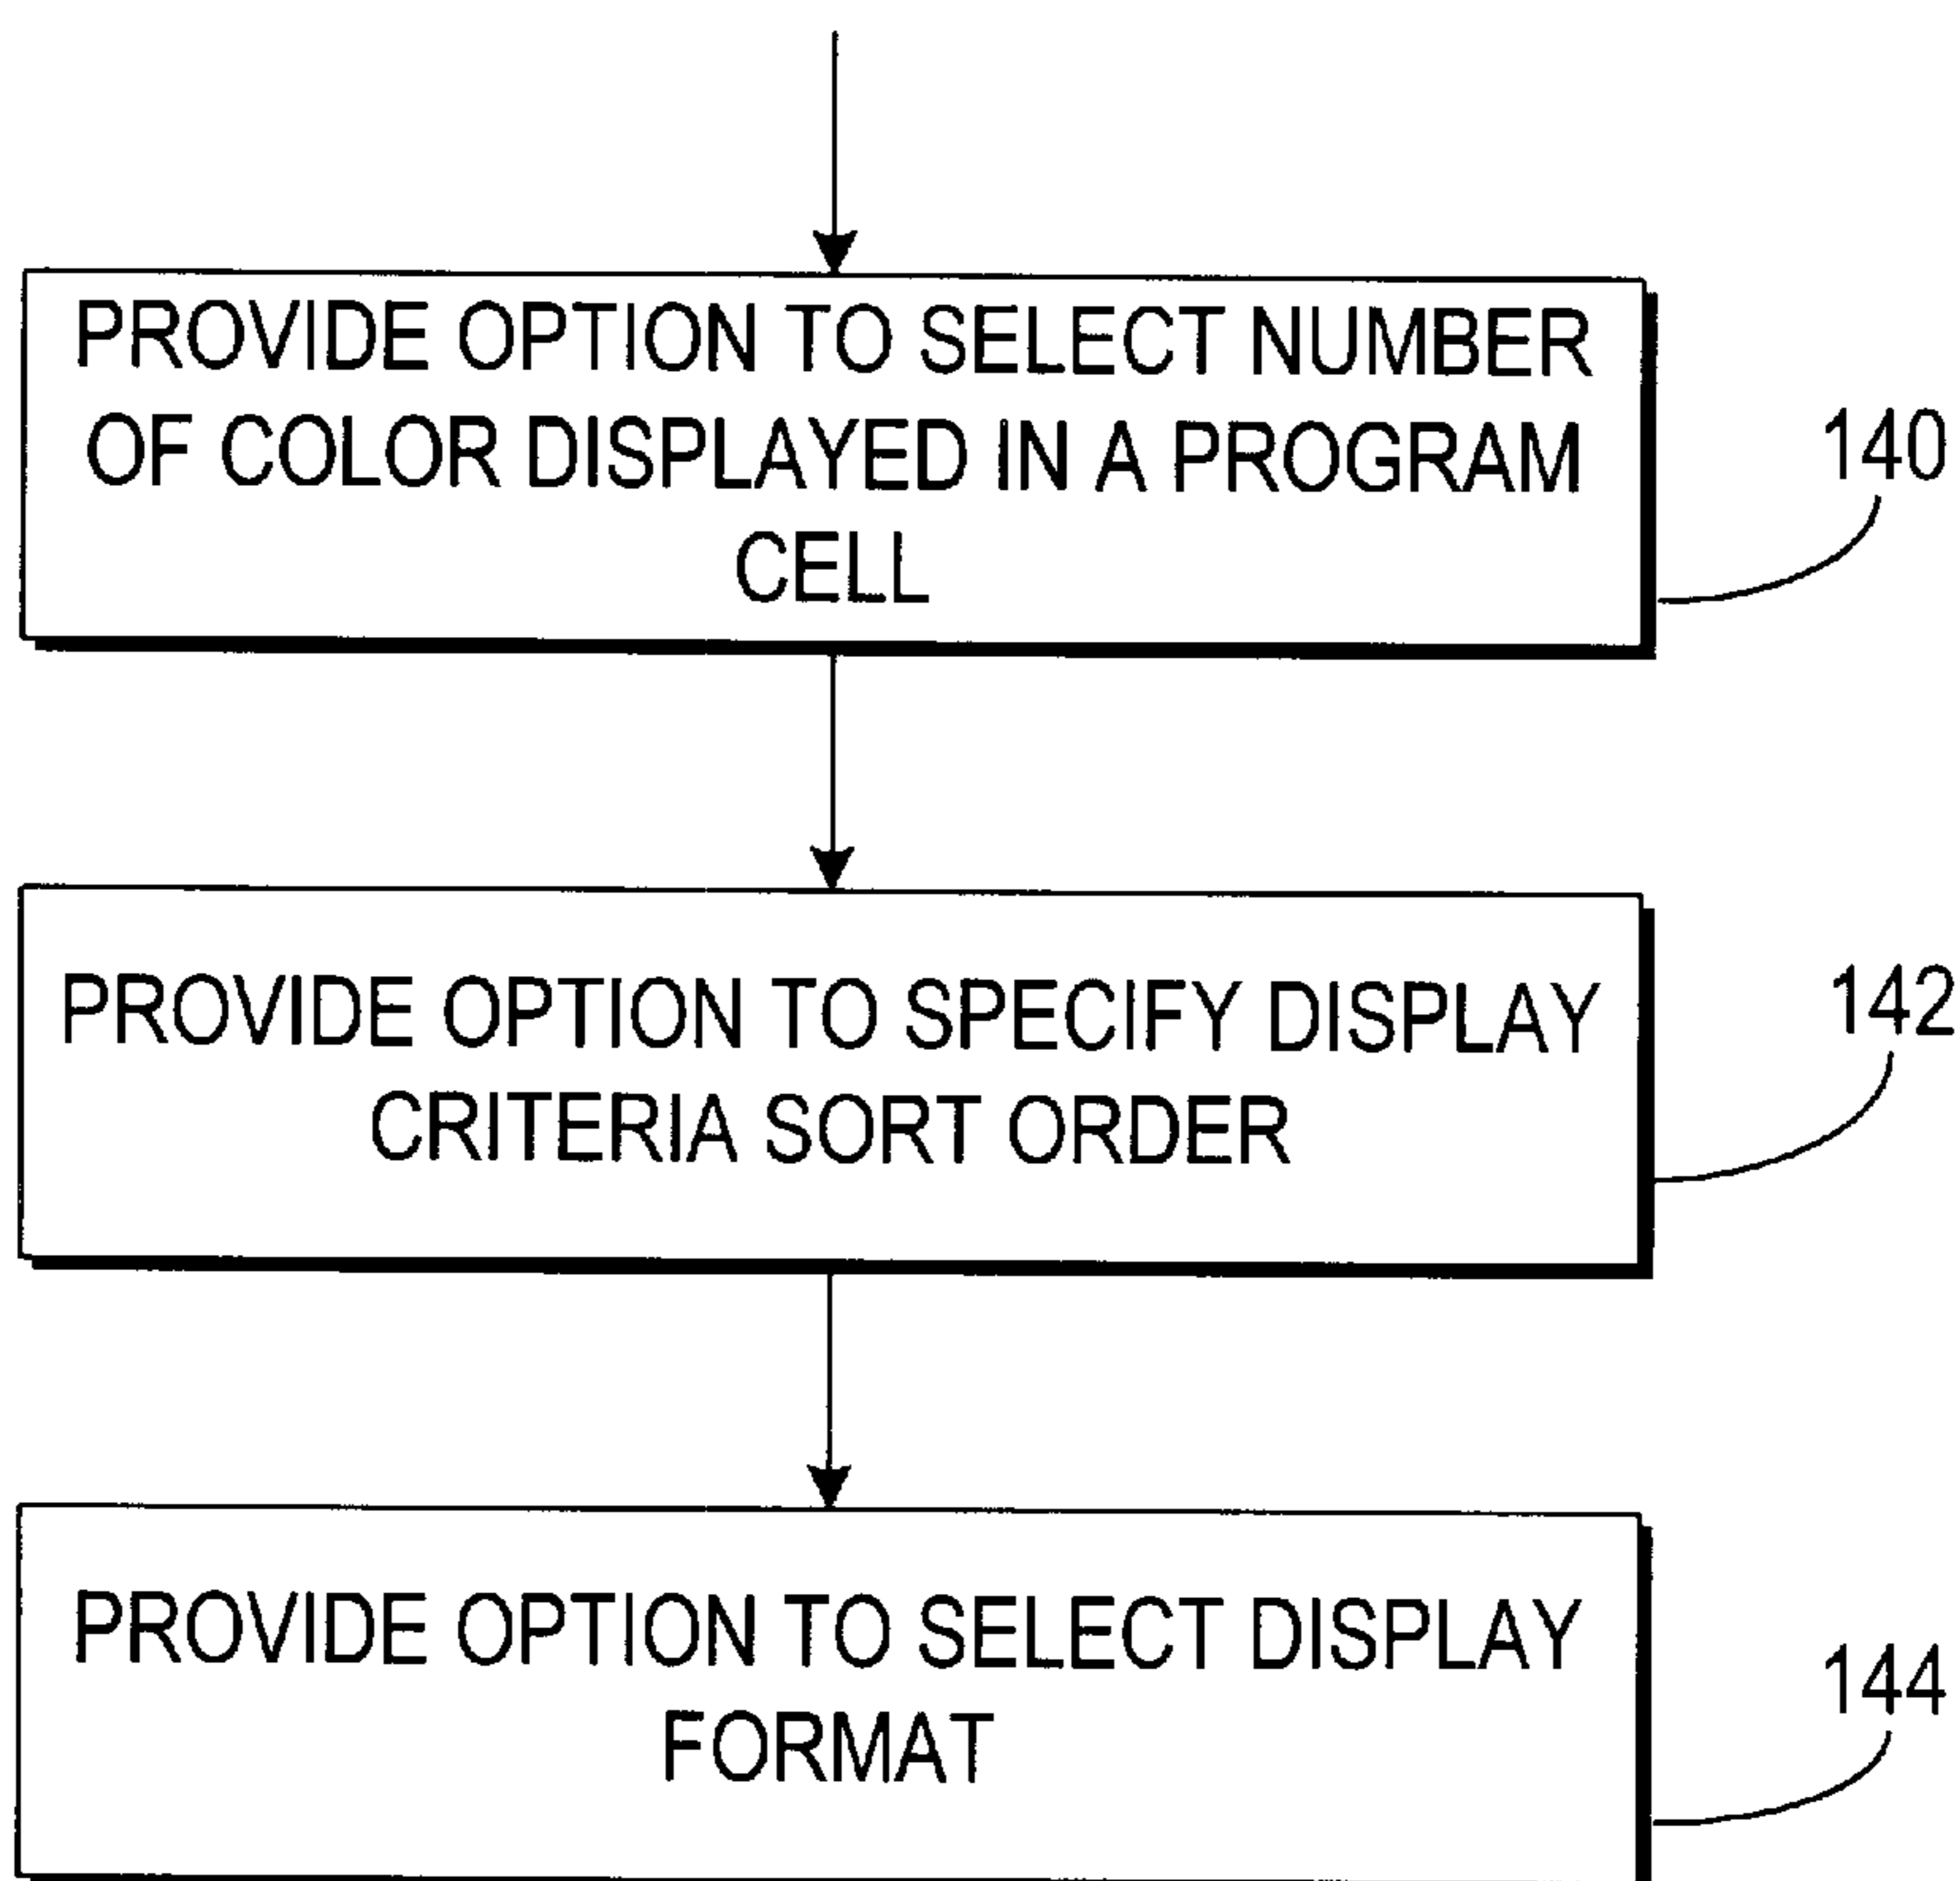 PROVIDE OPTION TO SELECT NUMBER
OF COLOR DISPLAYED IN A PROGRAM
CELL
140
PROVIDE OPTION TO SPECIFY DISPLAY
CRITERIA SORT ORDER
142
PROVIDE OPTION TO SELECT DISPLAY
FORMAT
144